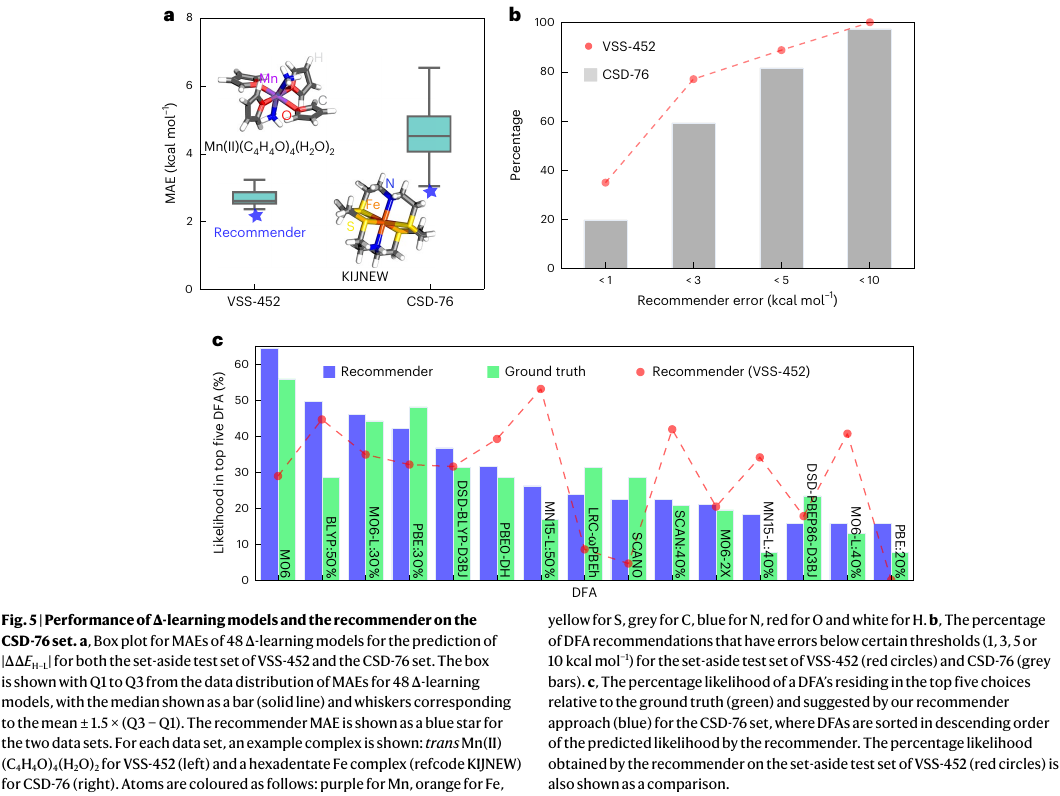 a
8
6
4
2
0
MAE (kcal mol⁻¹)
H
Mn
C
O
Mn(II)(C₄H₄O)₄(H₂O)₂
Recommender
N
Fe
S
KIJNEW
VSS-452
CSD-76
b
100
80
60
40
20
0
Percentage
VSS-452
CSD-76
< 1
< 3
< 5
< 10
Recommender error (kcal mol⁻¹)
c
60
50
40
30
20
10
0
Likelihood in top five DFA (%)
Recommender
Ground truth
Recommender (VSS-452)
M06
BLYP:50%
M06-L:30%
PBE:30%
DSD-BLYP-D3BJ
PBE0-DH
MN15-L:50%
LRC-ωPBEh
SCAN0
SCAN:40%
M06-2X
MN15-L:40%
DSD-PBEP86-D3BJ
M06-L:40%
PBE:20%
DFA
Fig. 5 | Performance of Δ-learning models and the recommender on the
CSD-76 set. a, Box plot for MAEs of 48 Δ-learning models for the prediction of
|ΔΔE_H–L| for both the set-aside test set of VSS-452 and the CSD-76 set. The box
is shown with Q1 to Q3 from the data distribution of MAEs for 48 Δ-learning
models, with the median shown as a bar (solid line) and whiskers corresponding
to the mean ± 1.5 × (Q3 − Q1). The recommender MAE is shown as a blue star for
the two data sets. For each data set, an example complex is shown: trans Mn(II)
(C₄H₄O)₄(H₂O)₂ for VSS-452 (left) and a hexadentate Fe complex (refcode KIJNEW)
for CSD-76 (right). Atoms are coloured as follows: purple for Mn, orange for Fe,
yellow for S, grey for C, blue for N, red for O and white for H. b, The percentage
of DFA recommendations that have errors below certain thresholds (1, 3, 5 or
10 kcal mol⁻¹) for the set-aside test set of VSS-452 (red circles) and CSD-76 (grey
bars). c, The percentage likelihood of a DFA's residing in the top five choices
relative to the ground truth (green) and suggested by our recommender
approach (blue) for the CSD-76 set, where DFAs are sorted in descending order
of the predicted likelihood by the recommender. The percentage likelihood
obtained by the recommender on the set-aside test set of VSS-452 (red circles) is
also shown as a comparison.